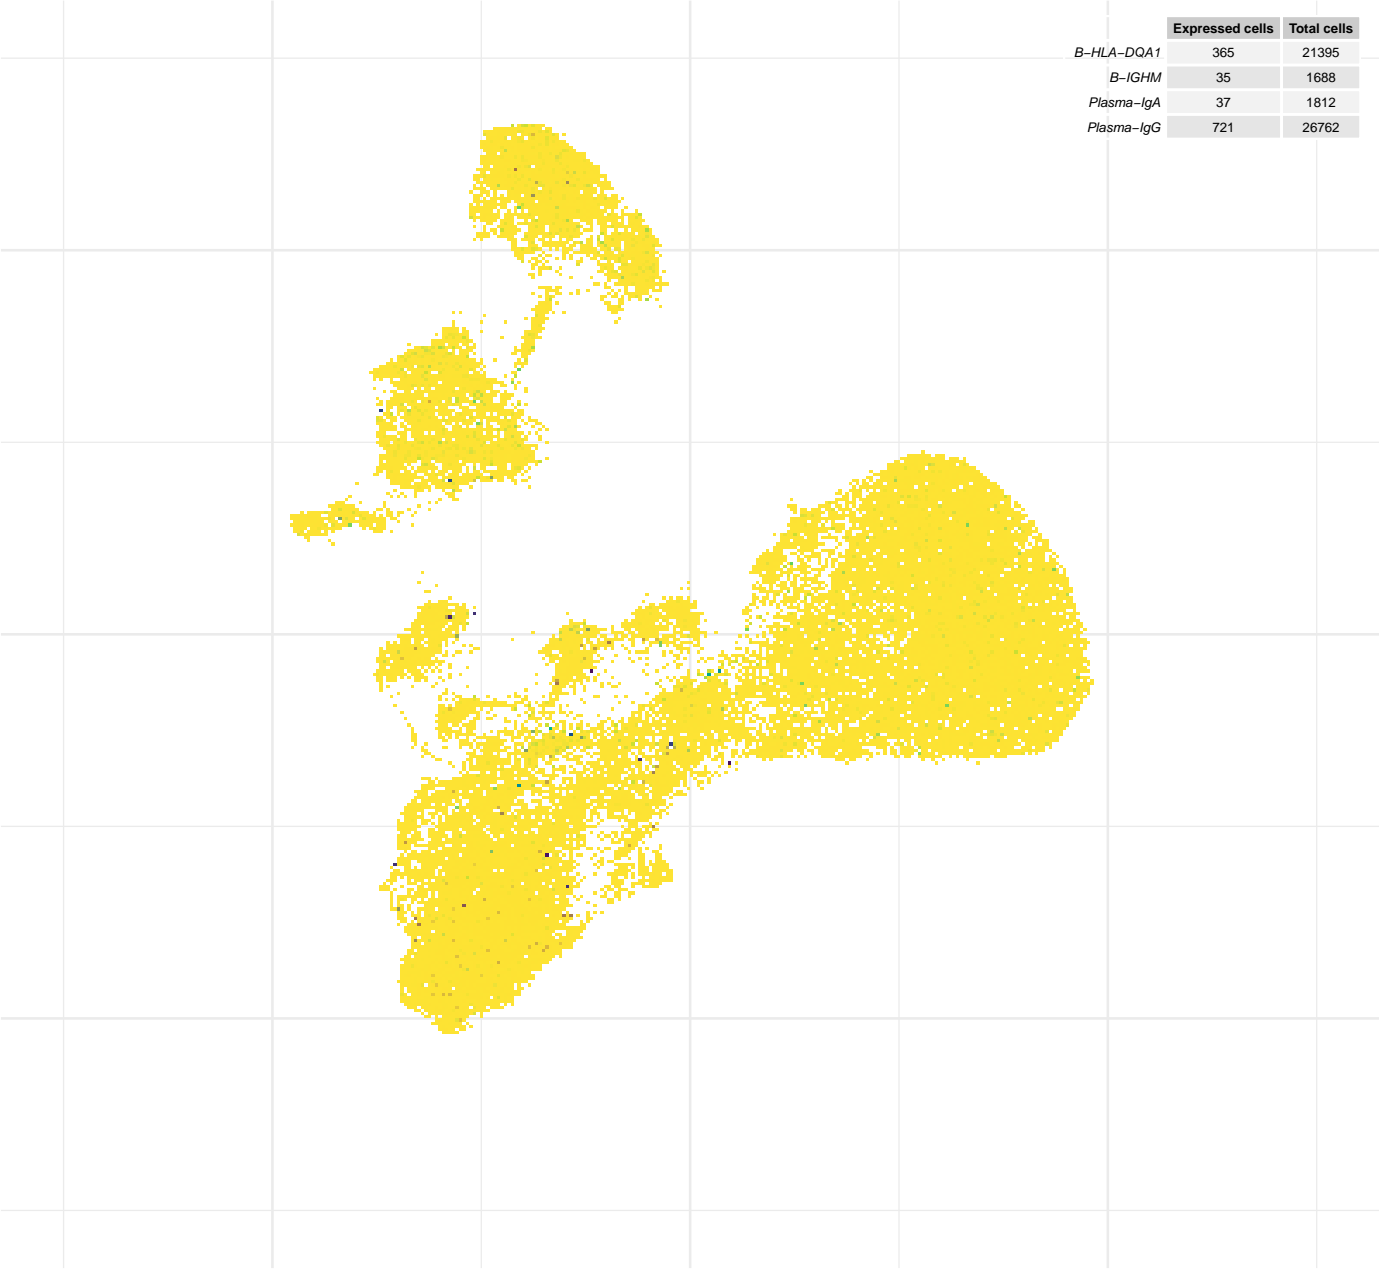 Expressed cells Total cells
B−HLA−DQA1 365 21395
B−IGHM 35 1688
Plasma−IgA 37 1812
Plasma−IgG 721 26762